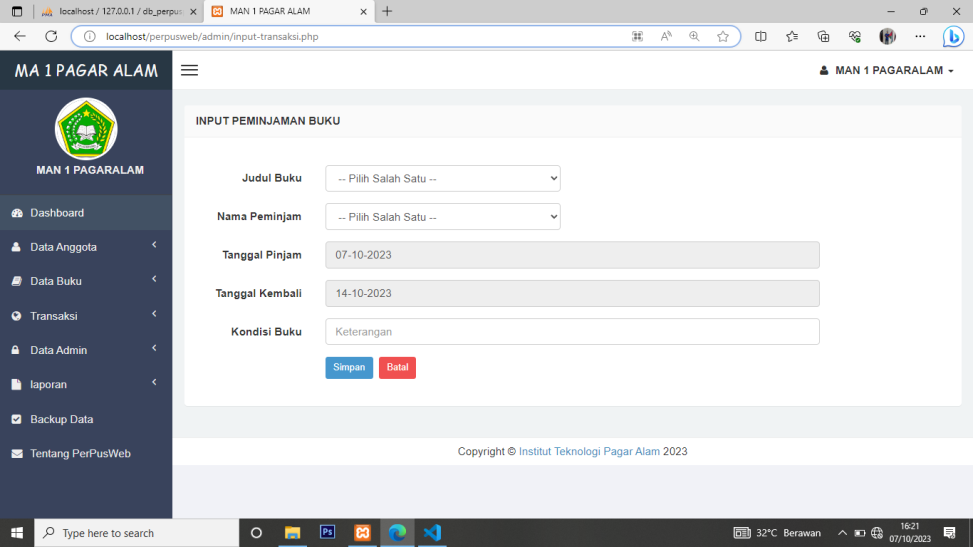 localhost / 127.0.0.1 / db_perpus
MAN 1 PAGAR ALAM
localhost/perpusweb/admin/input-transaksi.php
MA 1 PAGAR ALAM
MAN 1 PAGARALAM
MAN 1 PAGARALAM
Dashboard
Data Anggota
Data Buku
Transaksi
Data Admin
laporan
Backup Data
Tentang PerPusWeb
INPUT PEMINJAMAN BUKU
Judul Buku -- Pilih Salah Satu --
Nama Peminjam -- Pilih Salah Satu --
Tanggal Pinjam 07-10-2023
Tanggal Kembali 14-10-2023
Kondisi Buku Keterangan
Simpan Batal
Copyright © Institut Teknologi Pagar Alam 2023
Type here to search
Ps
32°C Berawan
16:21
07/10/2023